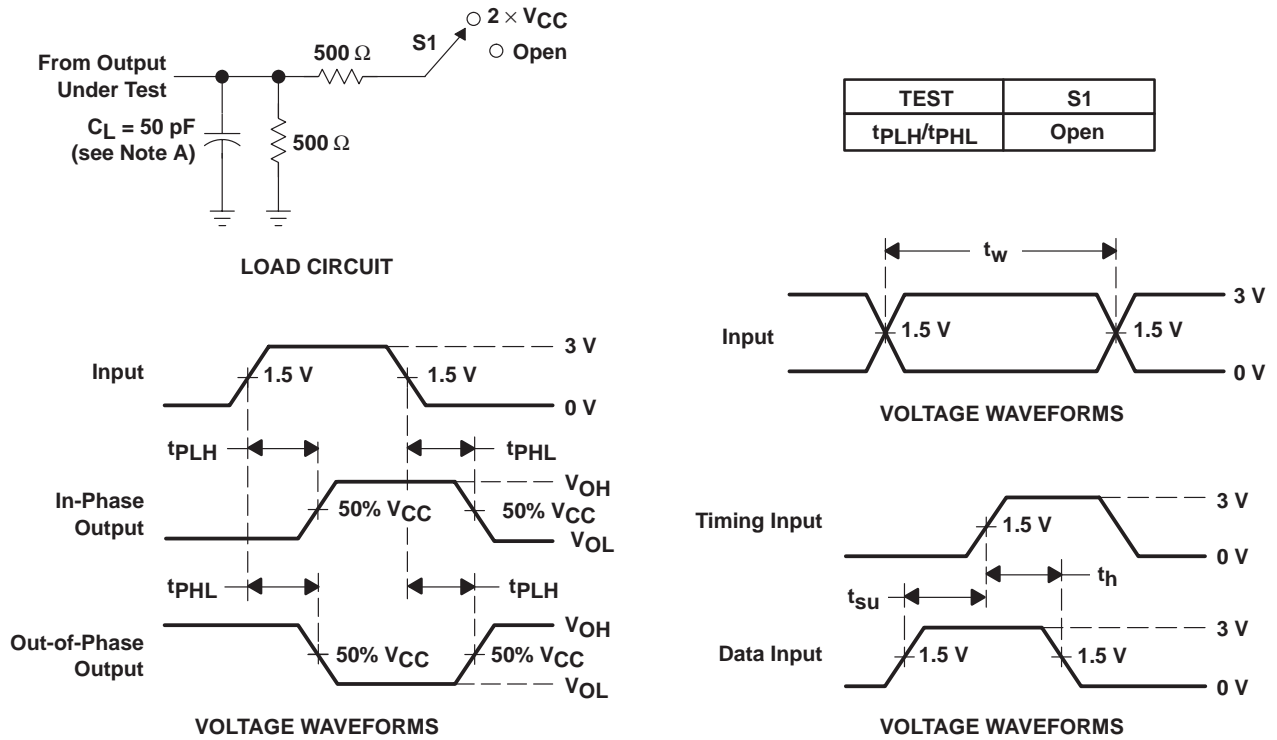 2 × VCC
S1
Open
500 Ω
From Output
Under Test
CL = 50 pF
(see Note A)
500 Ω
LOAD CIRCUIT
TEST S1
tPLH/tPHL Open
tw
3 V
Input
1.5 V 1.5 V
0 V
VOLTAGE WAVEFORMS
3 V
Input
1.5 V 1.5 V
0 V
tPLH tPHL
VOH
In-Phase
Output
50% VCC 50% VCC
VOL
tPHL tPLH
VOH
Out-of-Phase
Output
50% VCC 50% VCC
VOL
VOLTAGE WAVEFORMS
3 V
Timing Input
1.5 V
0 V
th
tsu
3 V
Data Input
1.5 V 1.5 V
0 V
VOLTAGE WAVEFORMS